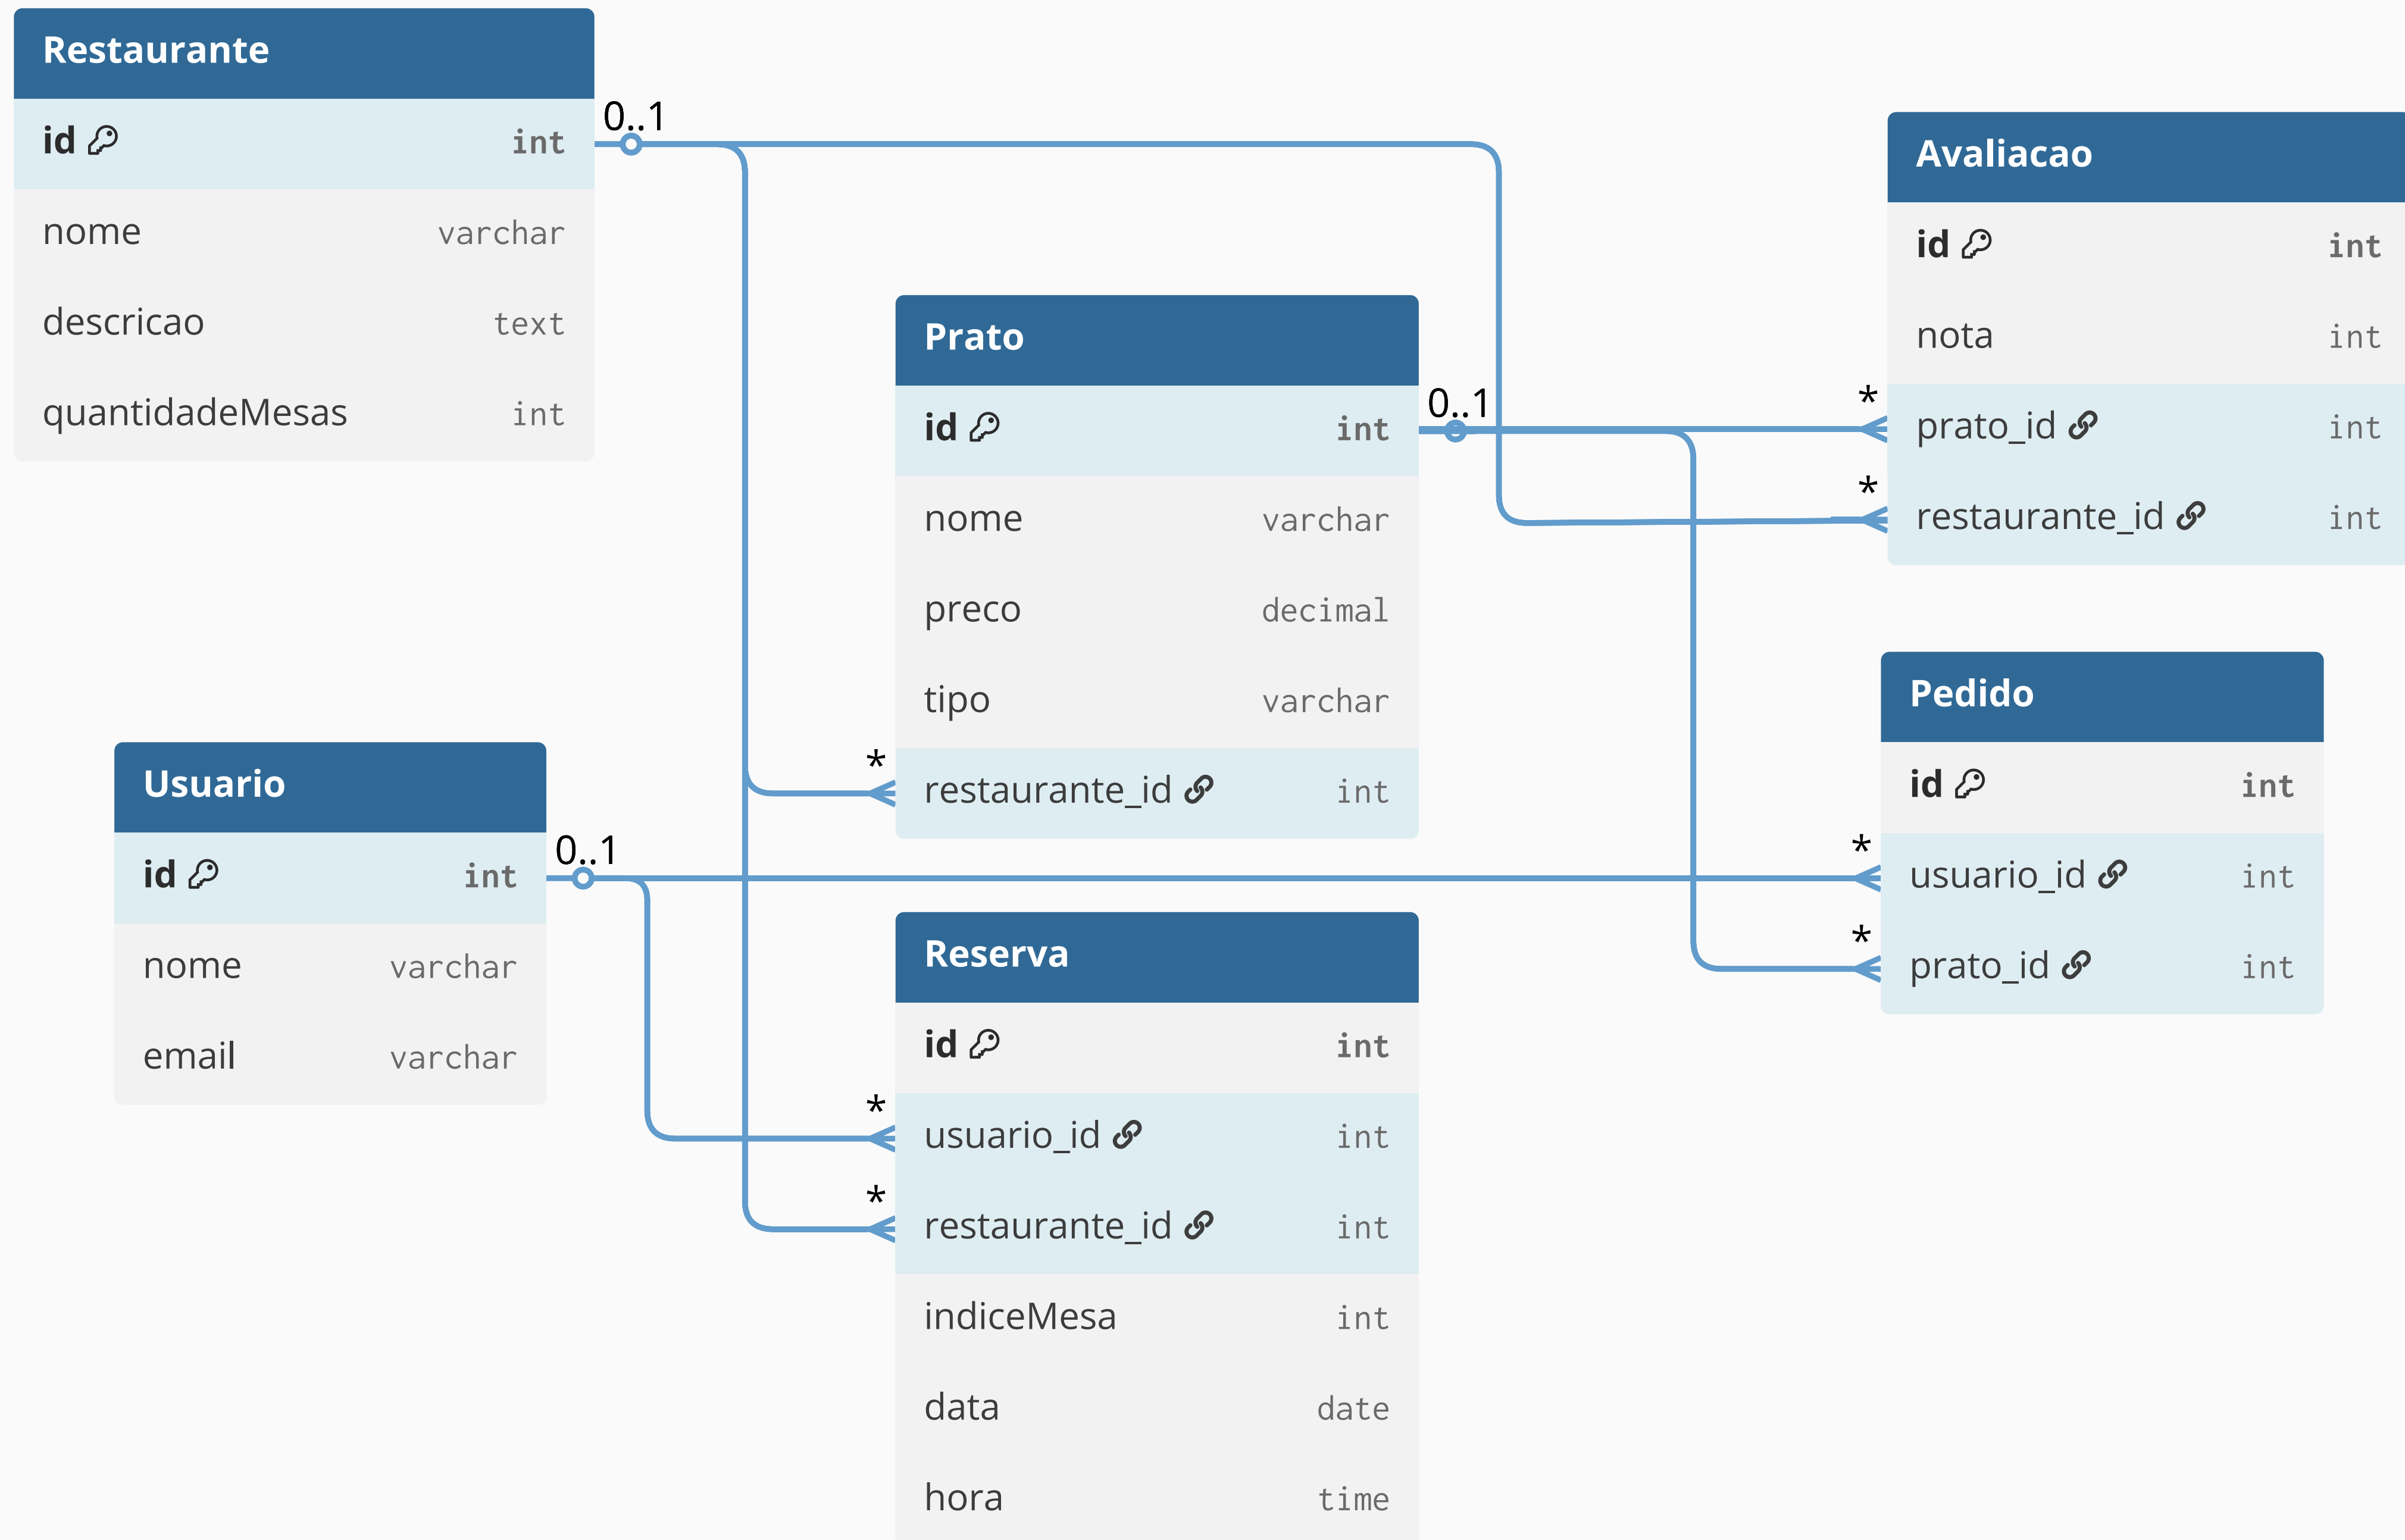 Restaurante
id int
nome varchar
descricao text
quantidadeMesas int
0..1
Prato
id int
nome varchar
preco decimal
tipo varchar
restaurante_id int
*
0..1
Avaliacao
id int
nota int
* prato_id int
* restaurante_id int
Usuario
id int
nome varchar
email varchar
0..1
Reserva
id int
* usuario_id int
* restaurante_id int
indiceMesa int
data date
hora time
Pedido
id int
* usuario_id int
* prato_id int